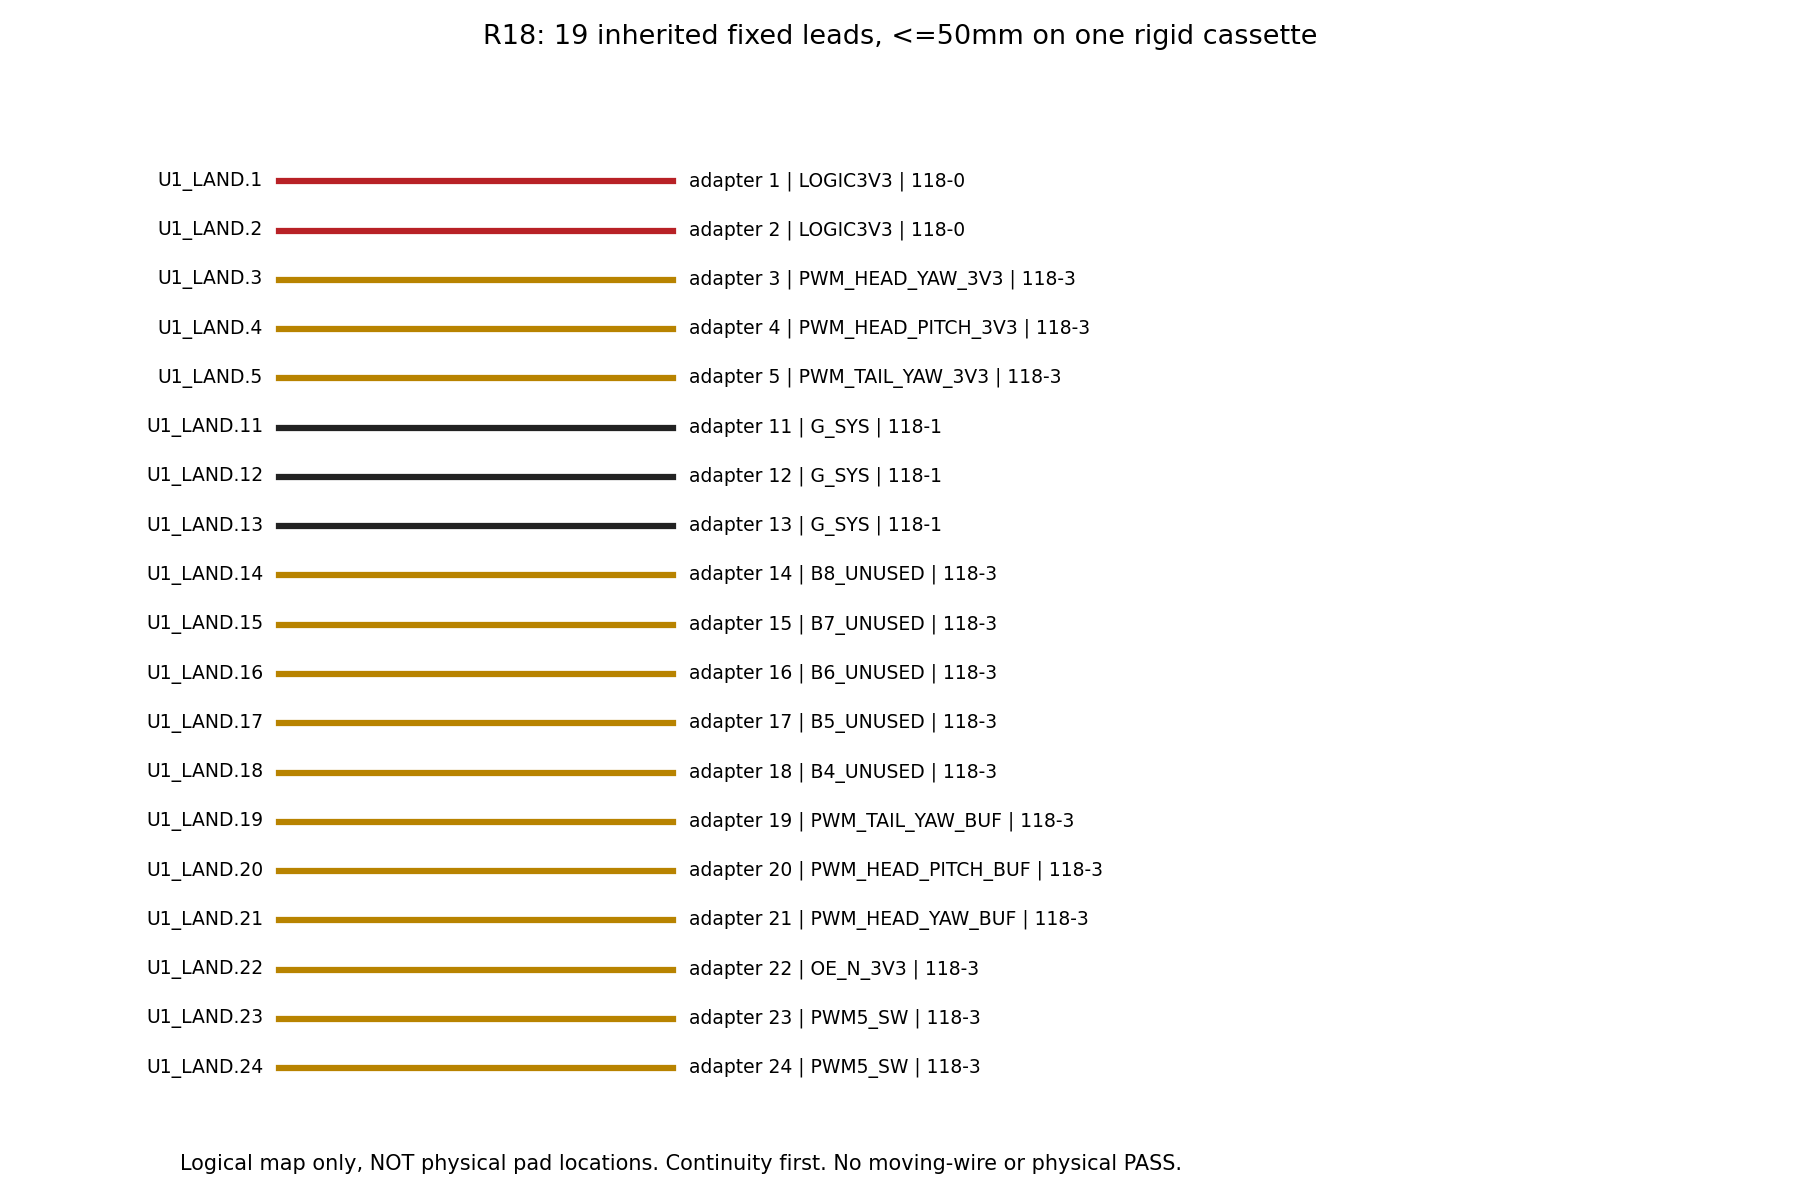 R18: 19 inherited fixed leads, <=50mm on one rigid cassette
U1_LAND.1 adapter 1 | LOGIC3V3 | 118-0
U1_LAND.2 adapter 2 | LOGIC3V3 | 118-0
U1_LAND.3 adapter 3 | PWM_HEAD_YAW_3V3 | 118-3
U1_LAND.4 adapter 4 | PWM_HEAD_PITCH_3V3 | 118-3
U1_LAND.5 adapter 5 | PWM_TAIL_YAW_3V3 | 118-3
U1_LAND.11 adapter 11 | G_SYS | 118-1
U1_LAND.12 adapter 12 | G_SYS | 118-1
U1_LAND.13 adapter 13 | G_SYS | 118-1
U1_LAND.14 adapter 14 | B8_UNUSED | 118-3
U1_LAND.15 adapter 15 | B7_UNUSED | 118-3
U1_LAND.16 adapter 16 | B6_UNUSED | 118-3
U1_LAND.17 adapter 17 | B5_UNUSED | 118-3
U1_LAND.18 adapter 18 | B4_UNUSED | 118-3
U1_LAND.19 adapter 19 | PWM_TAIL_YAW_BUF | 118-3
U1_LAND.20 adapter 20 | PWM_HEAD_PITCH_BUF | 118-3
U1_LAND.21 adapter 21 | PWM_HEAD_YAW_BUF | 118-3
U1_LAND.22 adapter 22 | OE_N_3V3 | 118-3
U1_LAND.23 adapter 23 | PWM5_SW | 118-3
U1_LAND.24 adapter 24 | PWM5_SW | 118-3
Logical map only, NOT physical pad locations. Continuity first. No moving-wire or physical PASS.